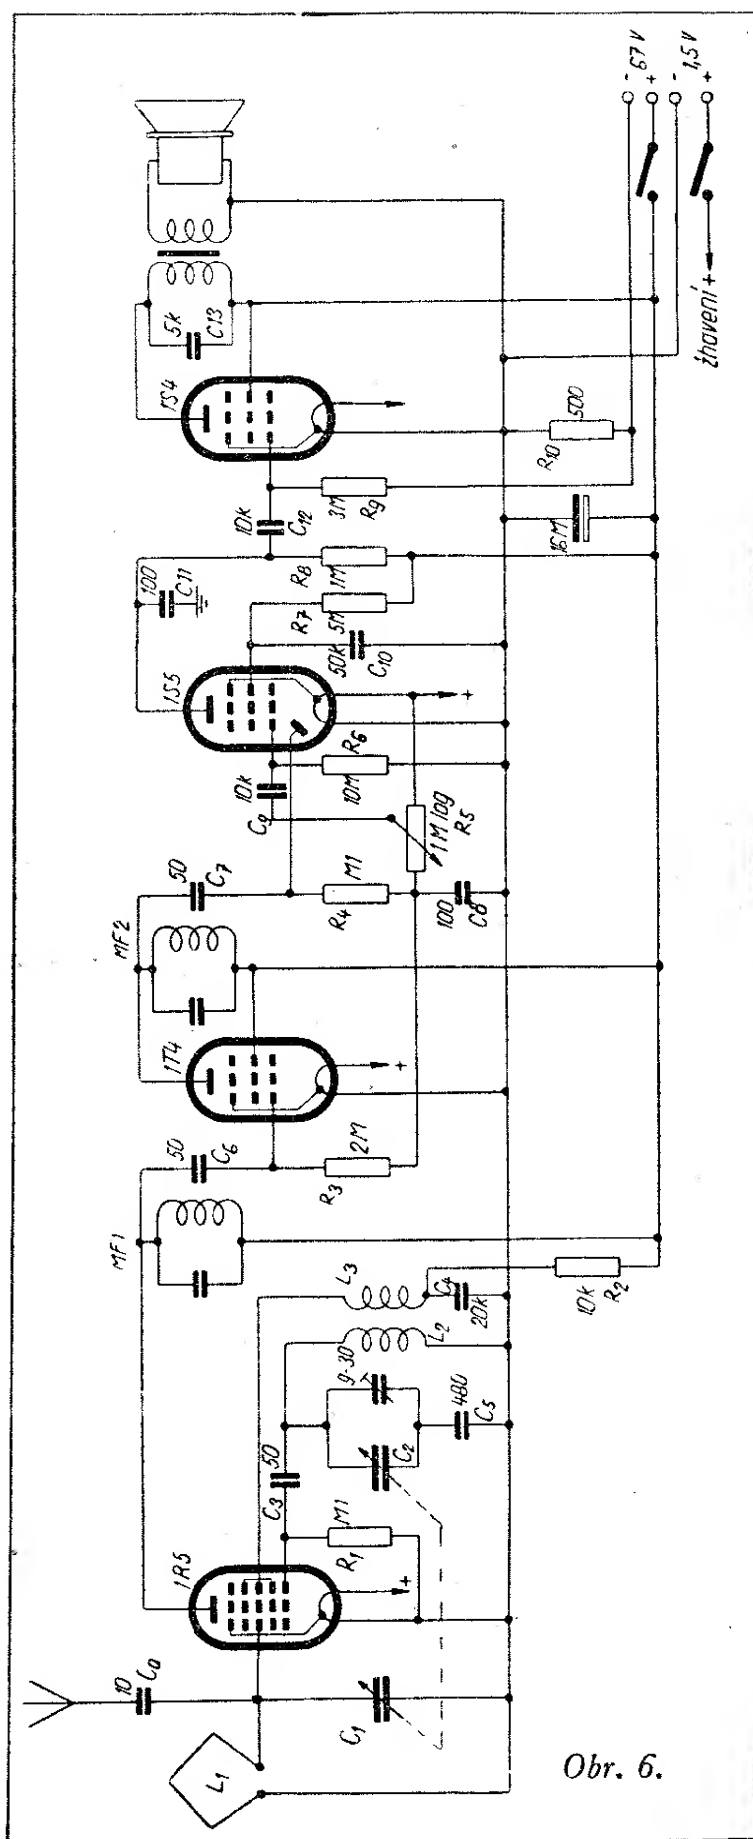 L1
10
C0
C1
1R5
R1
M1
C3
50
C2
9-30
C5
480
L2
L3
C4
20k
10k
R2
MF1
50
C6
R3
2M
1T4
MF2
50
C7
R4
M1
100
C8
1M log
R5
C9
10k
10M
R6
1S5
50k
C10
R7
5M
R8
1M
100
C11
10k
C12
3M
R9
1S4
5k
C13
16M
R10
500
- 67V +
- 1,5V +
žhavení +
+
+
+
Obr. 6.